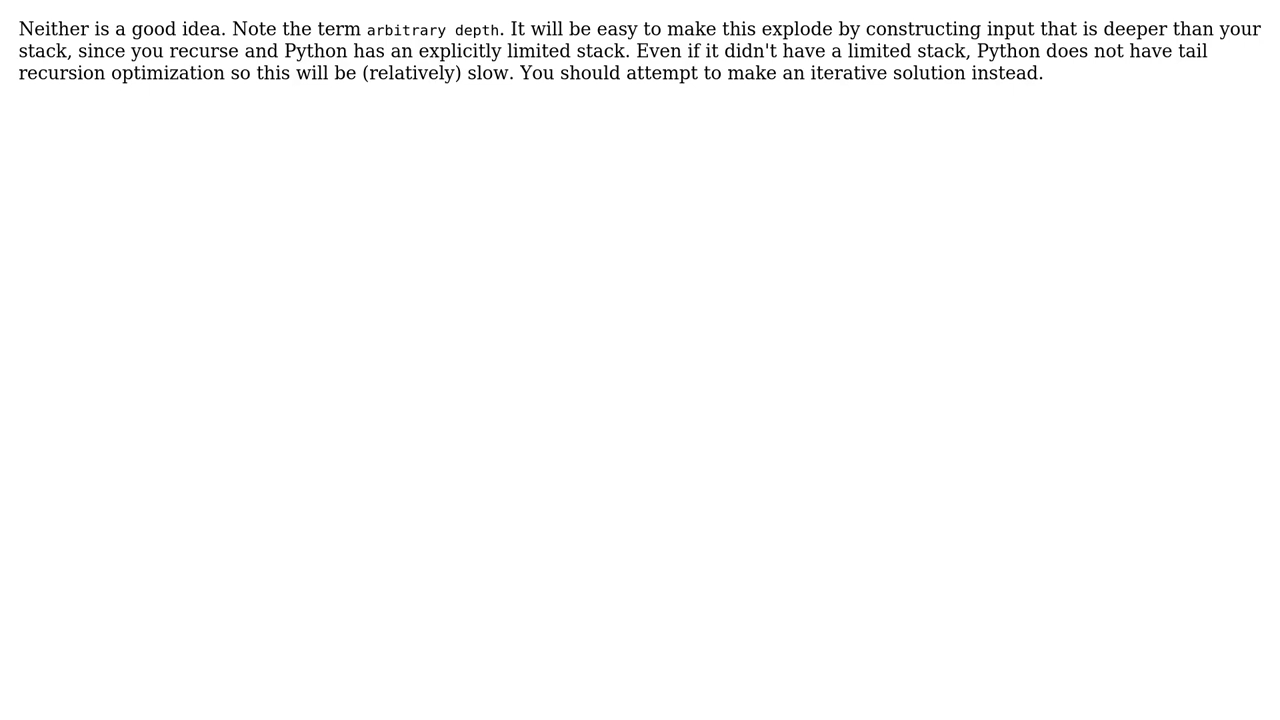 Neither is a good idea. Note the term arbitrary depth. It will be easy to make this explode by constructing input that is deeper than your
stack, since you recurse and Python has an explicitly limited stack. Even if it didn't have a limited stack, Python does not have tail
recursion optimization so this will be (relatively) slow. You should attempt to make an iterative solution instead.